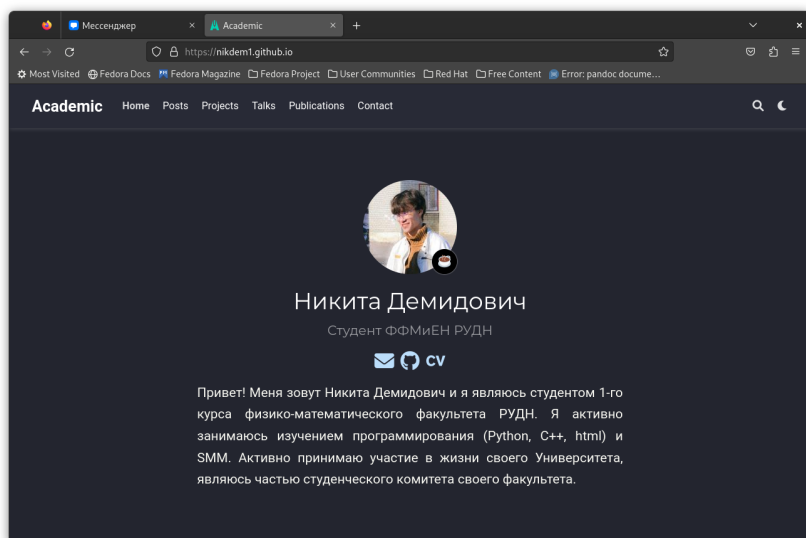 Мессенджер
Academic
https://nikdem1.github.io
Most Visited Fedora Docs Fedora Magazine Fedora Project User Communities Red Hat Free Content Error: pandoc docume…
Academic Home Posts Projects Talks Publications Contact
Никита Демидович
Студент ФФМиЕН РУДН
CV
Привет! Меня зовут Никита Демидович и я являюсь студентом 1-го
курса физико-математического факультета РУДН. Я активно
занимаюсь изучением программирования (Python, C++, html) и
SMM. Активно принимаю участие в жизни своего Университета,
являюсь частью студенческого комитета своего факультета.